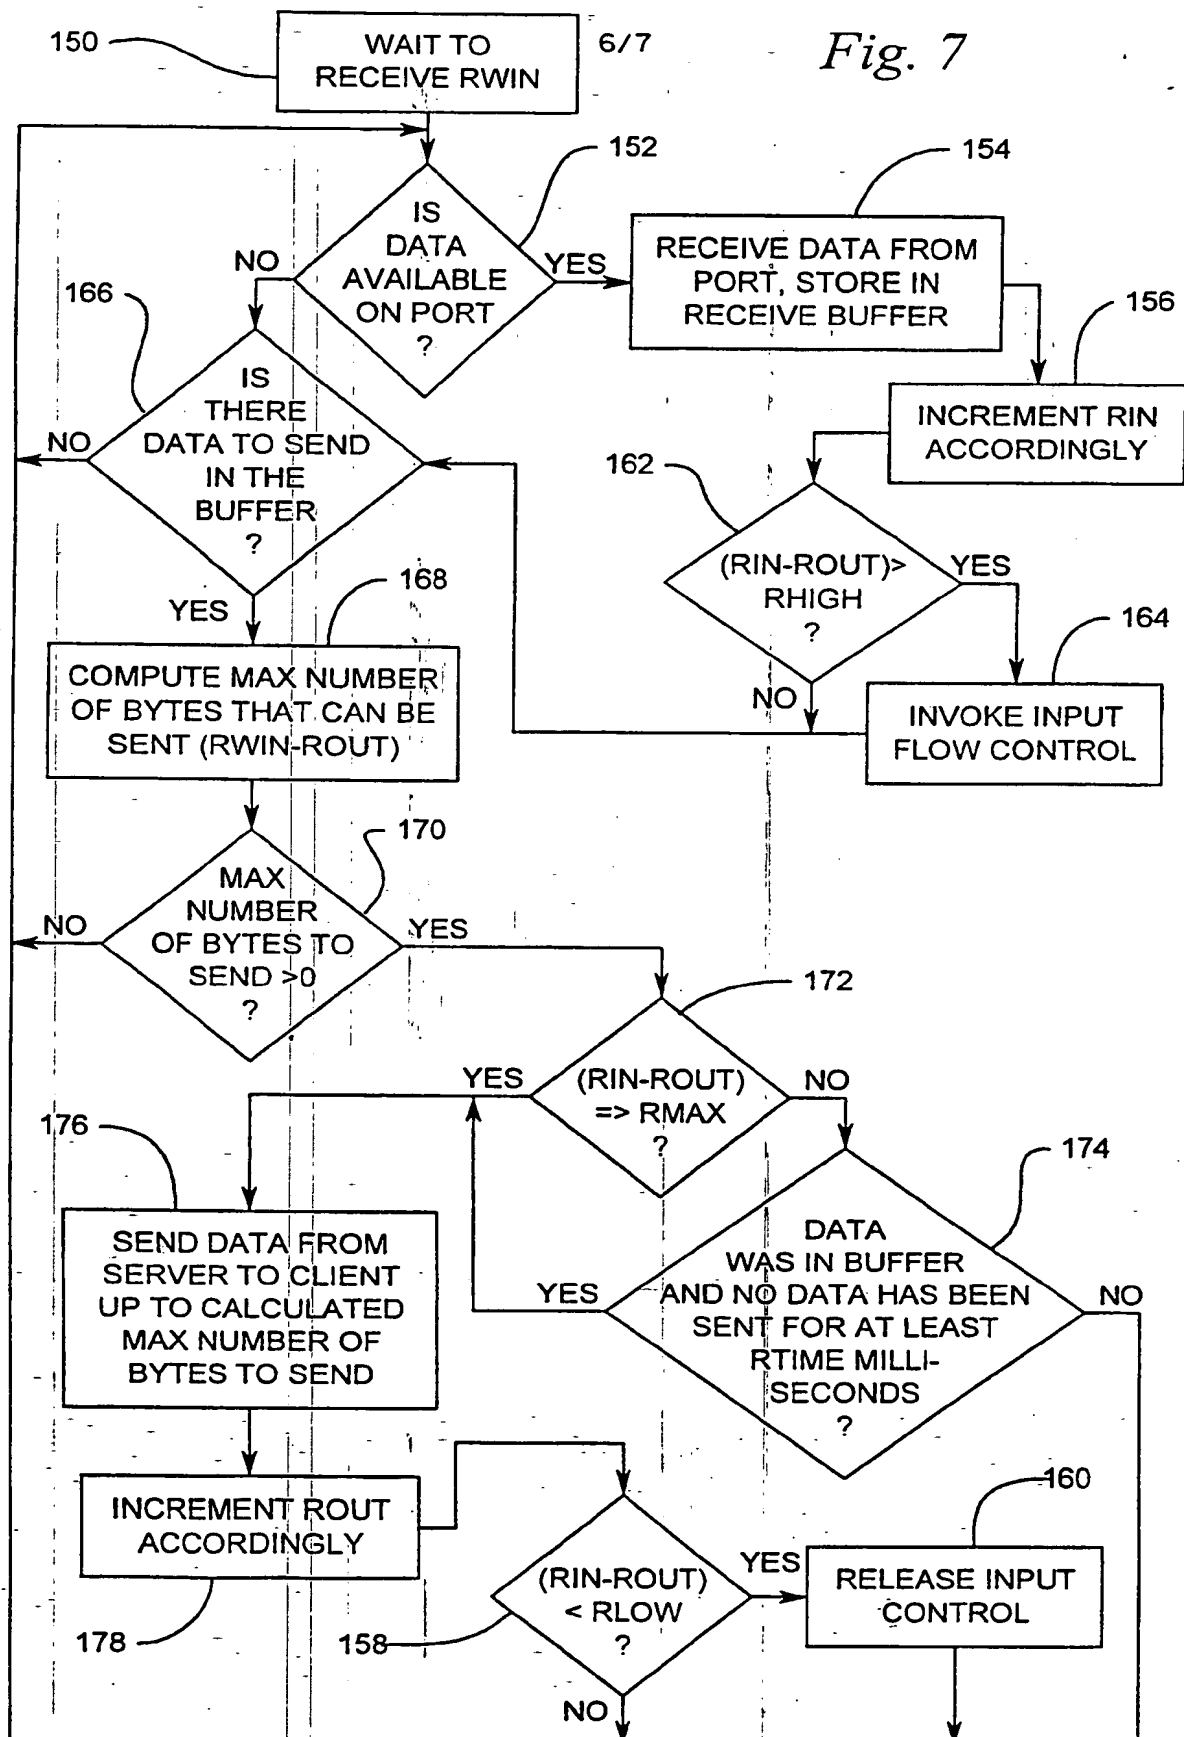 150
WAIT TO
RECEIVE RWIN
6/7
Fig. 7
152
IS
DATA
AVAILABLE
ON PORT
?
NO
YES
154
RECEIVE DATA FROM
PORT, STORE IN
RECEIVE BUFFER
156
INCREMENT RIN
ACCORDINGLY
166
IS
THERE
DATA TO SEND
IN THE
BUFFER
?
NO
YES
162
(RIN-ROUT)>
RHIGH
?
YES
NO
164
INVOKE INPUT
FLOW CONTROL
168
COMPUTE MAX NUMBER
OF BYTES THAT CAN BE
SENT (RWIN-ROUT)
170
MAX
NUMBER
OF BYTES TO
SEND >0
?
NO
YES
172
(RIN-ROUT)
=> RMAX
?
YES
NO
174
DATA
WAS IN BUFFER
AND NO DATA HAS BEEN
SENT FOR AT LEAST
RTIME MILLI-
SECONDS
?
YES
NO
176
SEND DATA FROM
SERVER TO CLIENT
UP TO CALCULATED
MAX NUMBER OF
BYTES TO SEND
INCREMENT ROUT
ACCORDINGLY
178
158
(RIN-ROUT)
< RLOW
?
YES
NO
160
RELEASE INPUT
CONTROL